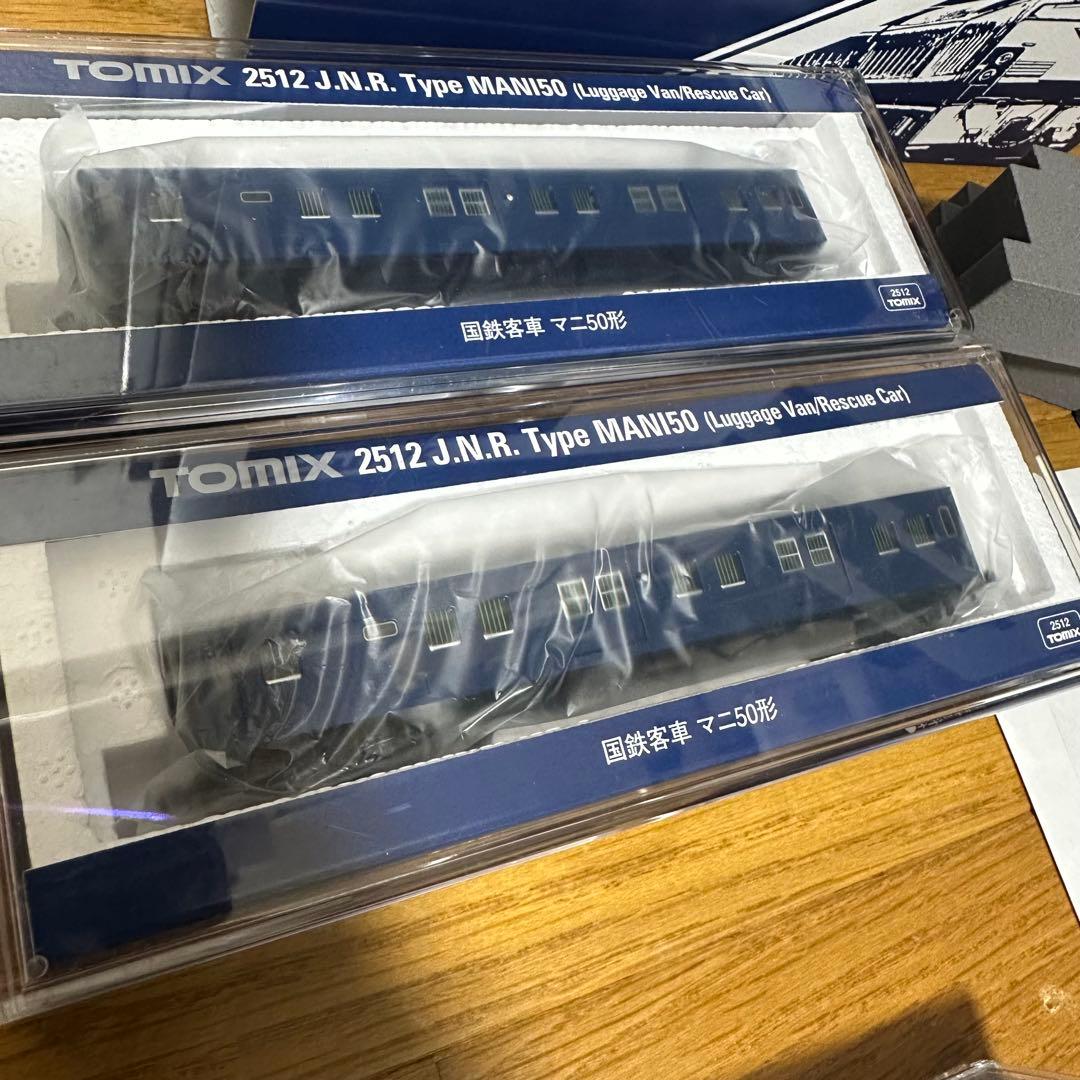 TOMIX 2512 J.N.R. Type MANI50 (Luggage Van/Rescue Car)
国鉄客車 マニ50形
2512
TOMIX
TOMIX 2512 J.N.R. Type MANI50 (Luggage Van/Rescue Car)
国鉄客車 マニ50形
2512
TOMIX